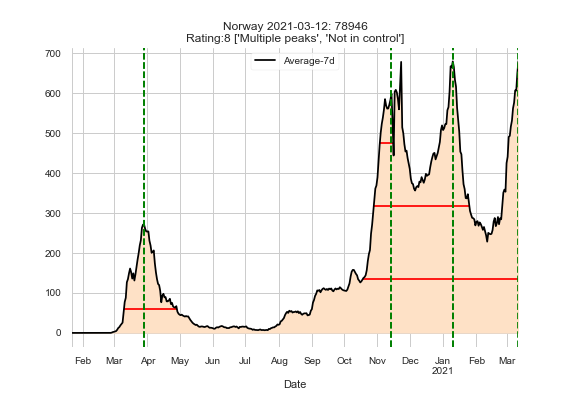 Norway 2021-03-12: 78946
Rating:8 ['Multiple peaks', 'Not in control']
Average-7d
700
600
500
400
300
200
100
0
Feb Mar Apr May Jun Jul Aug Sep Oct Nov Dec Jan Feb Mar
2021
Date